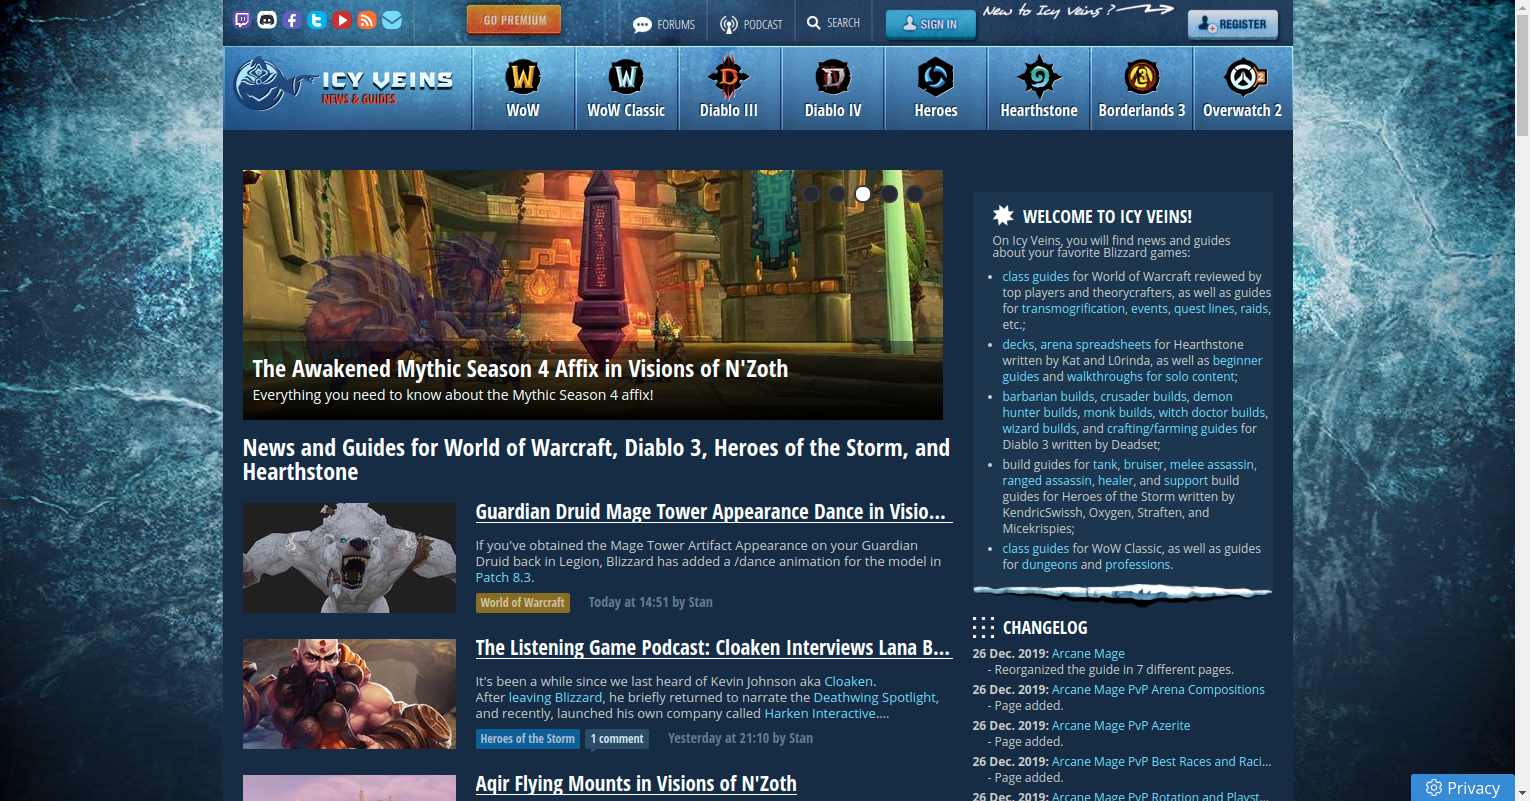 GO PREMIUM
FORUMS
PODCAST
SEARCH
SIGN IN
New to Icy Veins?
REGISTER
ICY VEINS
NEWS & GUIDES
WoW
WoW Classic
Diablo III
Diablo IV
Heroes
Hearthstone
Borderlands 3
Overwatch 2
The Awakened Mythic Season 4 Affix in Visions of N'Zoth
Everything you need to know about the Mythic Season 4 affix!
News and Guides for World of Warcraft, Diablo 3, Heroes of the Storm, and
Hearthstone
Guardian Druid Mage Tower Appearance Dance in Visio...
If you've obtained the Mage Tower Artifact Appearance on your Guardian
Druid back in Legion, Blizzard has added a /dance animation for the model in
Patch 8.3.
World of Warcraft
Today at 14:51 by Stan
The Listening Game Podcast: Cloaken Interviews Lana B...
It's been a while since we last heard of Kevin Johnson aka Cloaken.
After leaving Blizzard, he briefly returned to narrate the Deathwing Spotlight,
and recently, launched his own company called Harken Interactive....
Heroes of the Storm
1 comment
Yesterday at 21:10 by Stan
Aqir Flying Mounts in Visions of N'Zoth
WELCOME TO ICY VEINS!
On Icy Veins, you will find news and guides
about your favorite Blizzard games:
• class guides for World of Warcraft reviewed by
top players and theorycrafters, as well as guides
for transmogrification, events, quest lines, raids,
etc.;
• decks, arena spreadsheets for Hearthstone
written by Kat and L0rinda, as well as beginner
guides and walkthroughs for solo content;
• barbarian builds, crusader builds, demon
hunter builds, monk builds, witch doctor builds,
wizard builds, and crafting/farming guides for
Diablo 3 written by Deadset;
• build guides for tank, bruiser, melee assassin,
ranged assassin, healer, and support build
guides for Heroes of the Storm written by
KendricSwissh, Oxygen, Straften, and
Micekrispies;
• class guides for WoW Classic, as well as guides
for dungeons and professions.
CHANGELOG
26 Dec. 2019: Arcane Mage
- Reorganized the guide in 7 different pages.
26 Dec. 2019: Arcane Mage PvP Arena Compositions
- Page added.
26 Dec. 2019: Arcane Mage PvP Azerite
- Page added.
26 Dec. 2019: Arcane Mage PvP Best Races and Raci...
- Page added.
26 Dec. 2019: Arcane Mage PvP Rotation and Playst...
Privacy